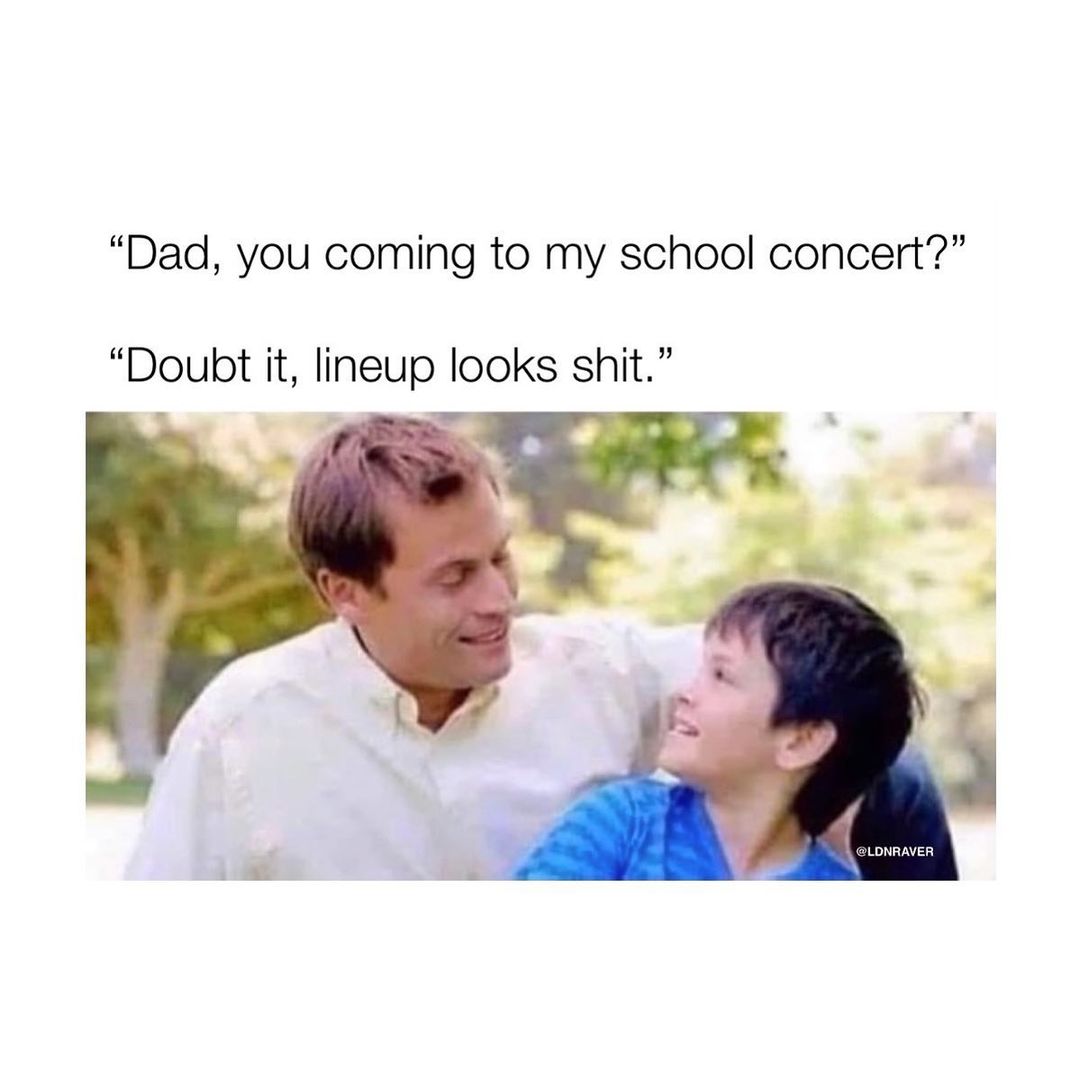 “Dad, you coming to my school concert?”
“Doubt it, lineup looks shit.”
@LDNRAVER